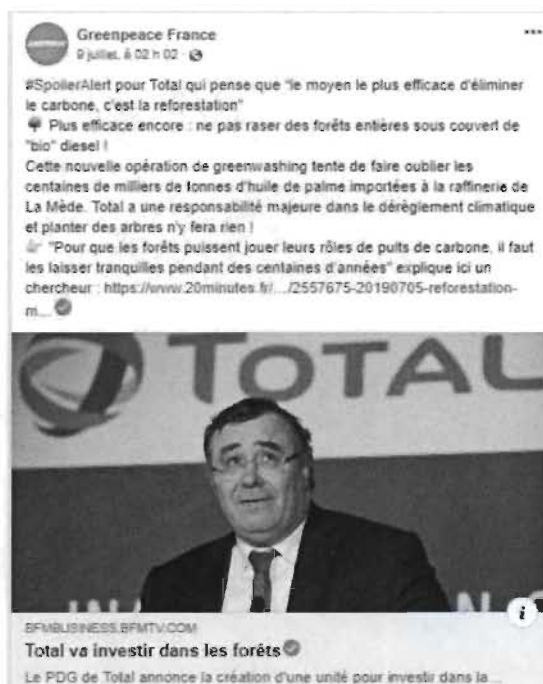 Greenpeace France
9 juillet, à 02 h 02 ·
#SpoilerAlert pour Total qui pense que "le moyen le plus efficace d'éliminer
le carbone, c'est la reforestation"
Plus efficace encore : ne pas raser des forêts entières sous couvert de
"bio" diesel !
Cette nouvelle opération de greenwashing tente de faire oublier les
centaines de milliers de tonnes d'huile de palme importées à la raffinerie de
La Mède. Total a une responsabilité majeure dans le dérèglement climatique
et planter des arbres n'y fera rien !
"Pour que les forêts puissent jouer leurs rôles de puits de carbone, il faut
les laisser tranquilles pendant des centaines d'années" explique ici un
chercheur : https://www.20minutes.fr/.../2557675-20190705-reforestation-
m...
TOTAL
BFMBUSINESS.BFMTV.COM
Total va investir dans les forêts
Le PDG de Total annonce la création d'une unité pour investir dans la...